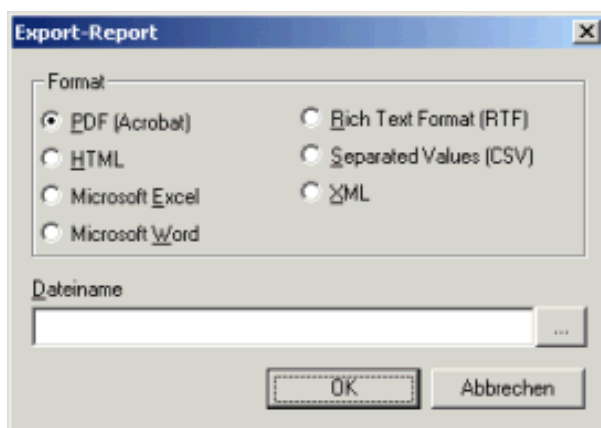 Export-Report
Format
PDF (Acrobat)
HTML
Microsoft Excel
Microsoft Word
Rich Text Format (RTF)
Separated Values (CSV)
XML
Dateiname
...
OK
Abbrechen